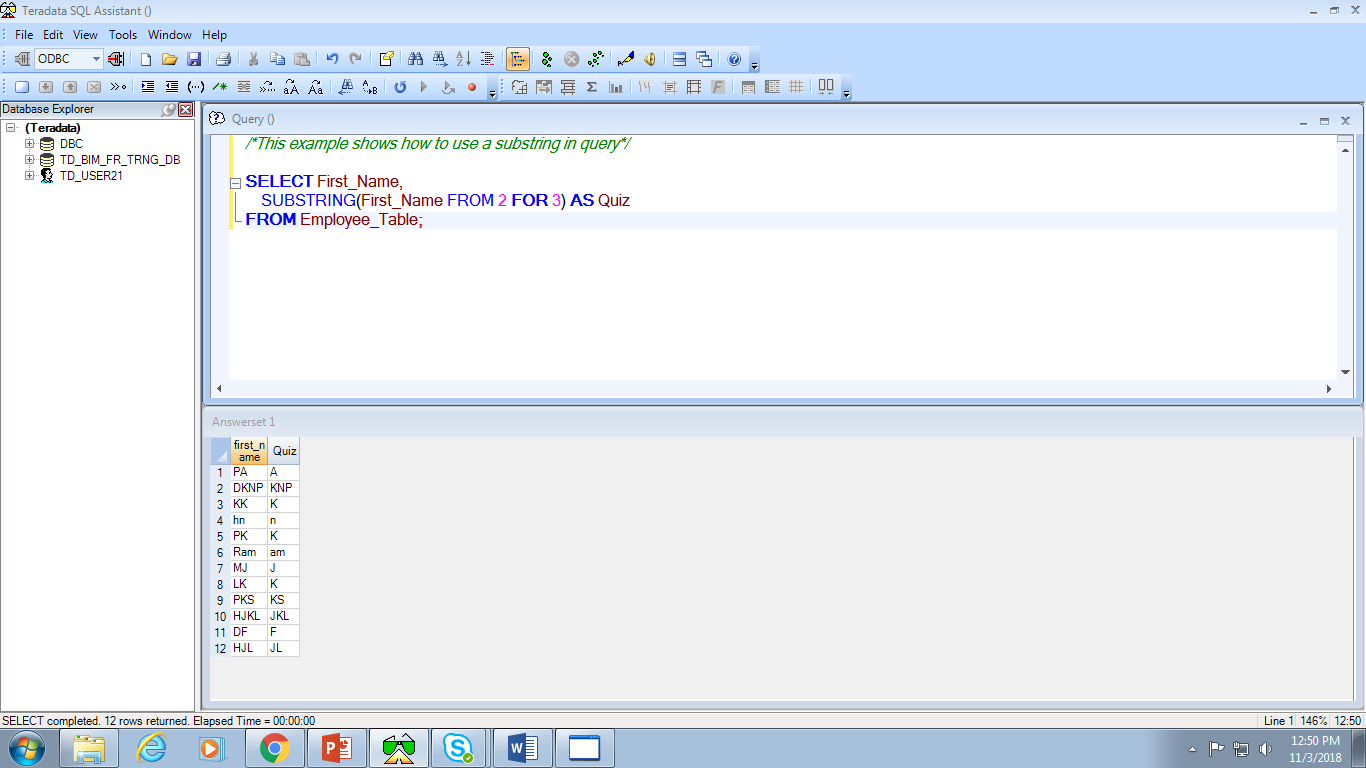 Teradata SQL Assistant ()
File Edit View Tools Window Help
ODBC
Database Explorer
(Teradata)
DBC
TD_BIM_FR_TRNG_DB
TD_USER21
Query ()
/*This example shows how to use a substring in query*/
SELECT First_Name,
SUBSTRING(First_Name FROM 2 FOR 3) AS Quiz
FROM Employee_Table;
Answerset 1
first_n
ame Quiz
1 PA A
2 DKNP KNP
3 KK K
4 hn n
5 PK K
6 Ram am
7 MJ J
8 LK K
9 PKS KS
10 HJKL JKL
11 DF F
12 HJL JL
SELECT completed. 12 rows returned. Elapsed Time = 00:00:00
Line 1 146% 12:50
12:50 PM
11/3/2018